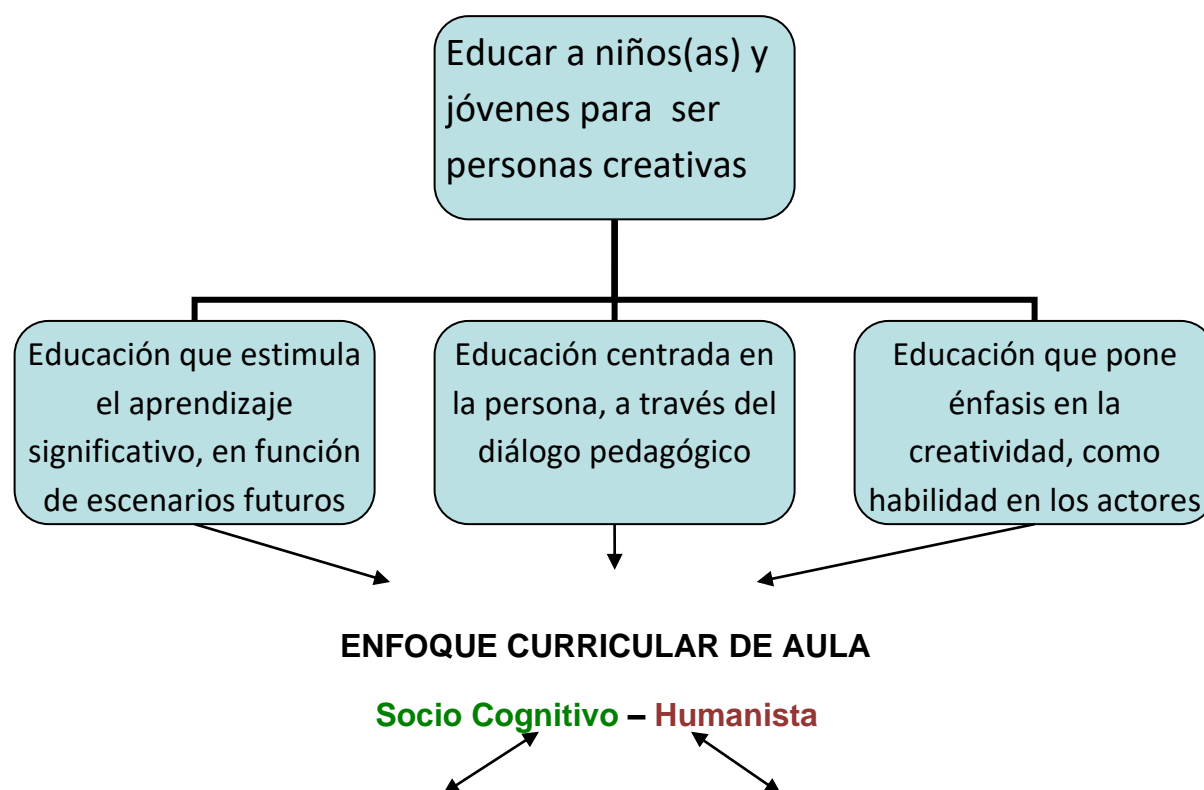 Educar a niños(as) y
jóvenes para ser
personas creativas
Educación que estimula
el aprendizaje
significativo, en función
de escenarios futuros
Educación centrada en
la persona, a través del
diálogo pedagógico
Educación que pone
énfasis en la
creatividad, como
habilidad en los actores
ENFOQUE CURRICULAR DE AULA
Socio Cognitivo – Humanista